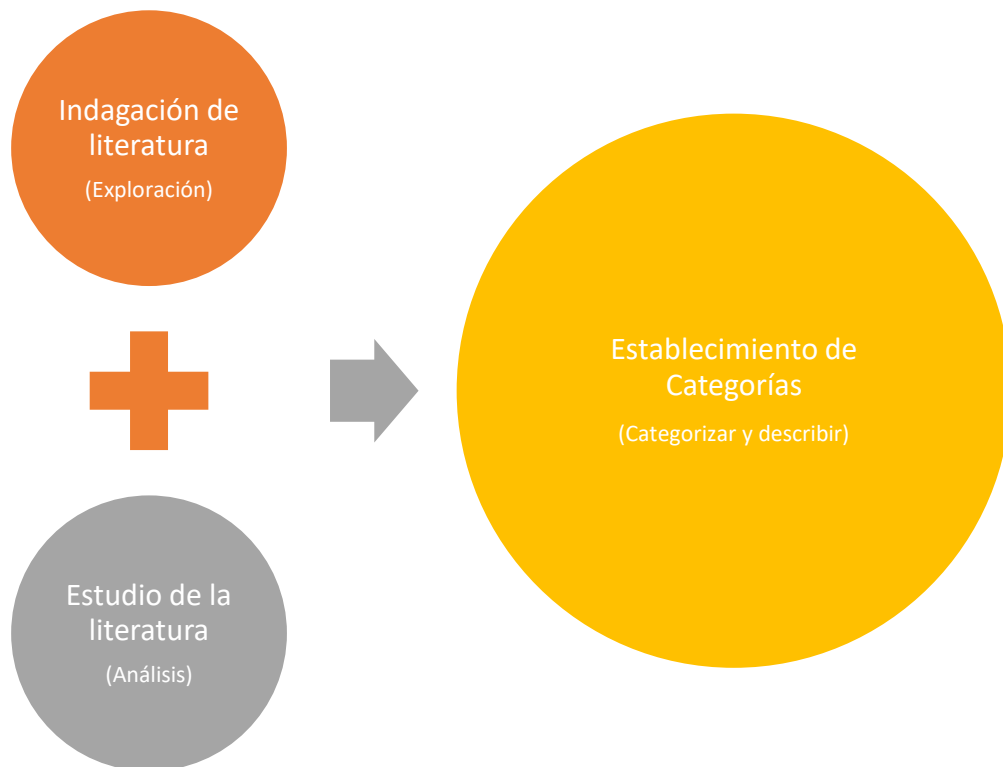 Indagación de
literatura
(Exploración)
Estudio de la
literatura
(Análisis)
Establecimiento de
Categorías
(Categorizar y describir)